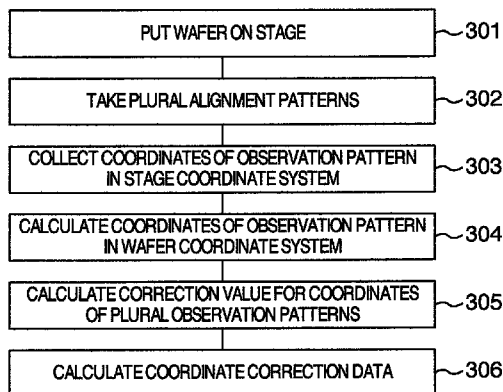 PUT WAFER ON STAGE 301
TAKE PLURAL ALIGNMENT PATTERNS 302
COLLECT COORDINATES OF OBSERVATION PATTERN
IN STAGE COORDINATE SYSTEM 303
CALCULATE COORDINATES OF OBSERVATION PATTERN
IN WAFER COORDINATE SYSTEM 304
CALCULATE CORRECTION VALUE FOR COORDINATES
OF PLURAL OBSERVATION PATTERNS 305
CALCULATE COORDINATE CORRECTION DATA 306